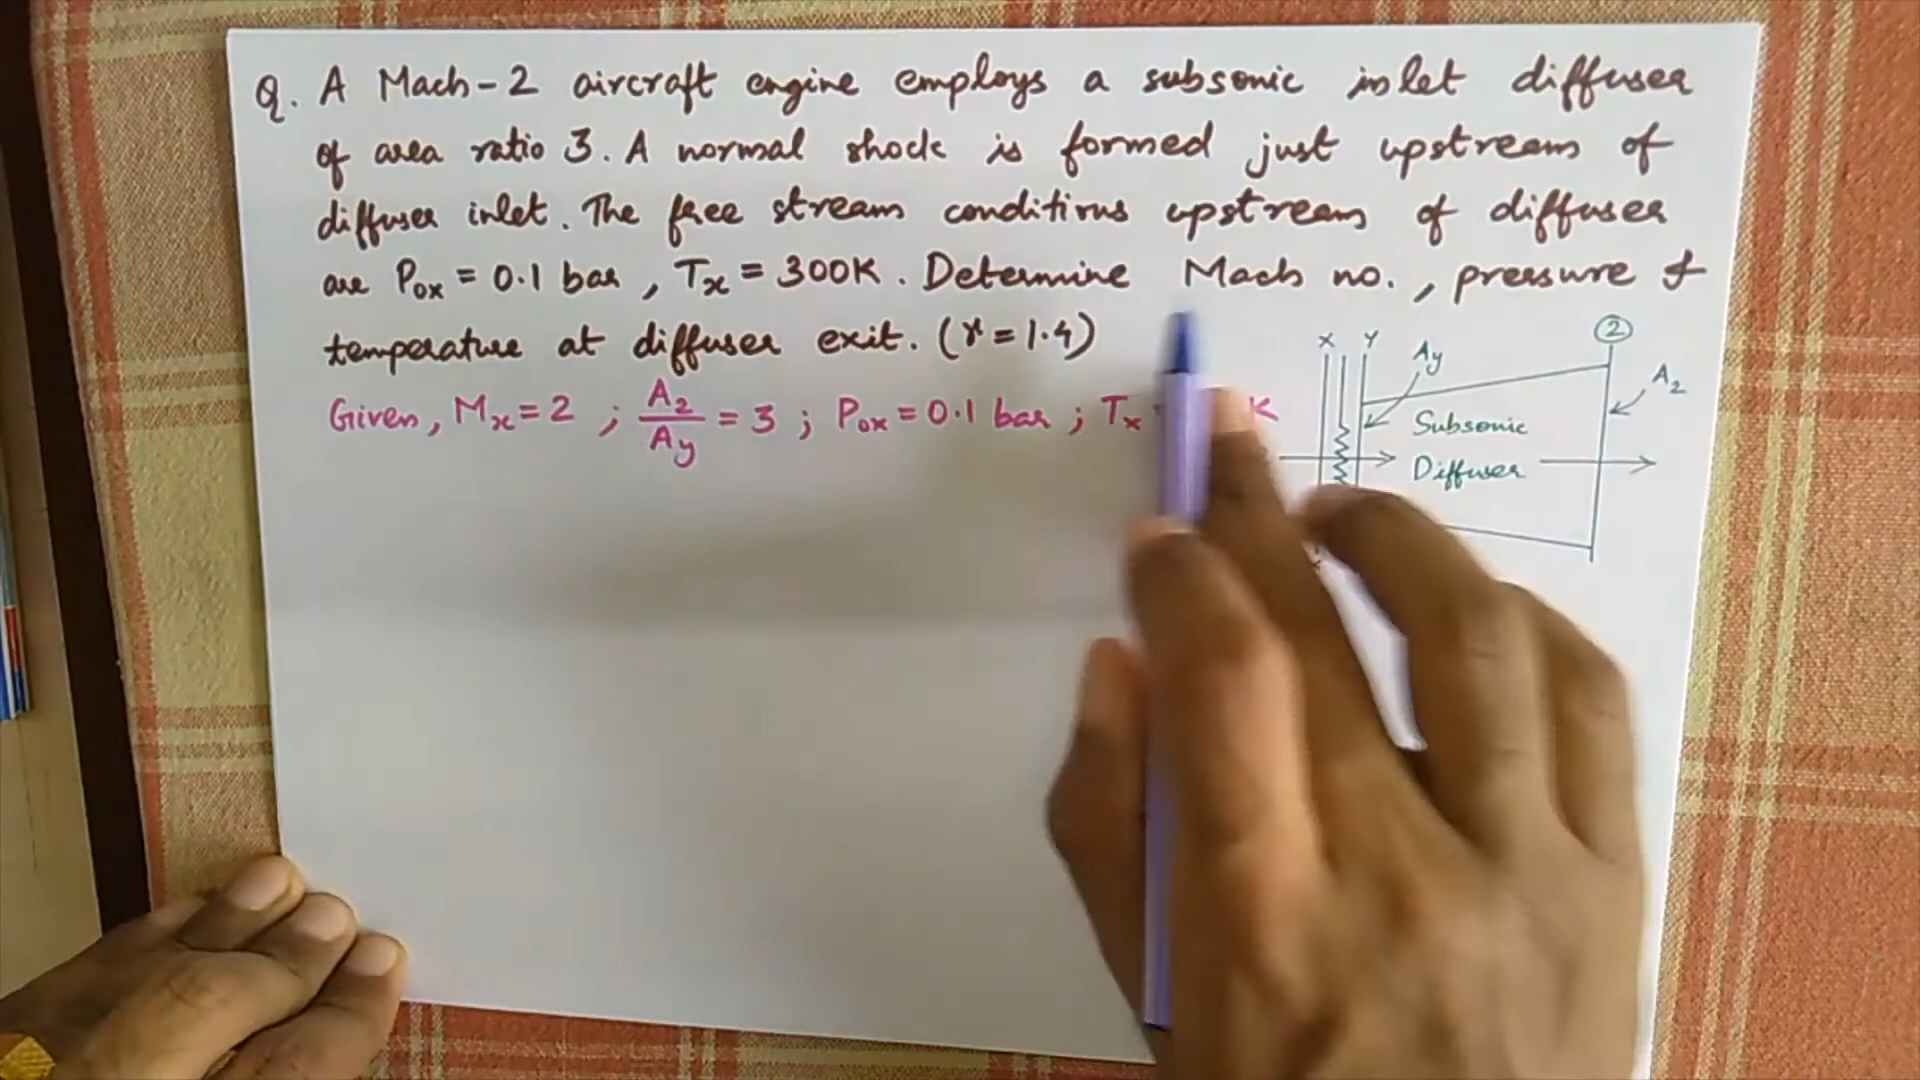 Q. A Mach-2 aircraft engine employs a subsonic inlet diffuser
of area ratio 3. A normal shock is formed just upstream of
diffuser inlet. The free stream conditions upstream of diffuser
are Pox = 0.1 bar, Tx = 300K. Determine Mach no., pressure &
temperature at diffuser exit. (γ = 1.4)
Given, Mx = 2 ; A2/Ay = 3 ; Pox = 0.1 bar ; Tx K
x y Ay 2
A2
Subsonic
Diffuser